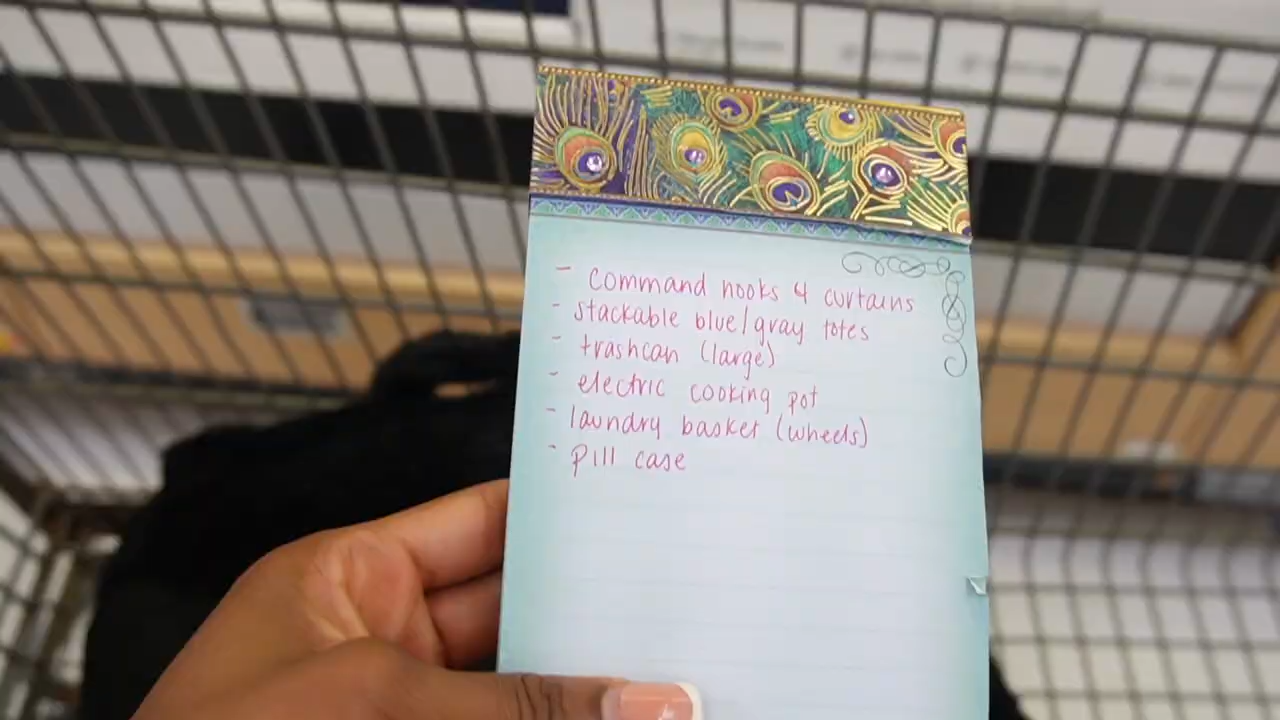 - command hooks 4 curtains
- stackable blue/gray totes
- trashcan (large)
- electric cooking pot
- laundry basket (wheels)
- pill case